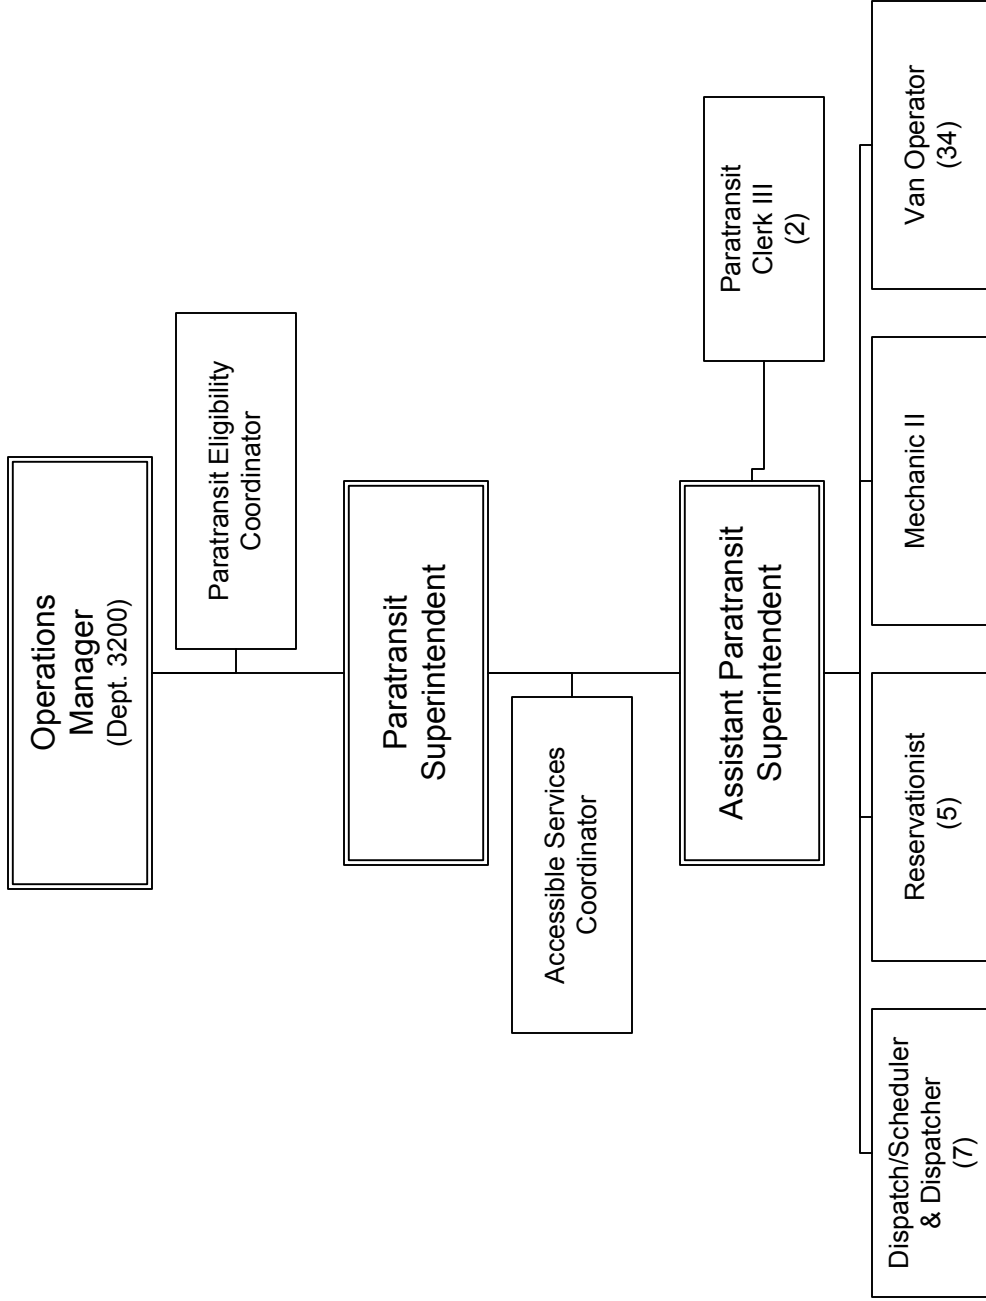 Operations
Manager
(Dept. 3200)
Paratransit Eligibility
Coordinator
Paratransit
Superintendent
Accessible Services
Coordinator
Assistant Paratransit
Superintendent
Paratransit
Clerk III
(2)
Dispatch/Scheduler
& Dispatcher
(7)
Reservationist
(5)
Mechanic II
Van Operator
(34)